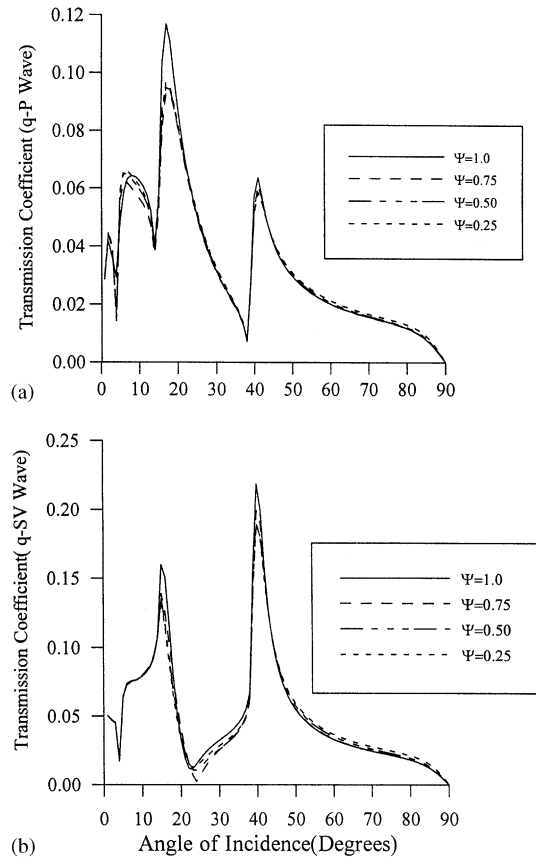 Transmission Coefficient (q-P Wave)
0.12
0.10
0.08
0.06
0.04
0.02
0.00
Ψ=1.0
Ψ=0.75
Ψ=0.50
Ψ=0.25
0 10 20 30 40 50 60 70 80 90
(a)
Transmission Coefficient( q-SV Wave)
0.25
0.20
0.15
0.10
0.05
0.00
Ψ=1.0
Ψ=0.75
Ψ=0.50
Ψ=0.25
0 10 20 30 40 50 60 70 80 90
(b)
Angle of Incidence(Degrees)